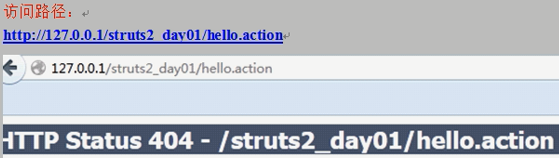 访问路径：
http://127.0.0.1/struts2_day01/hello.action
127.0.0.1/struts2_day01/hello.action
HTTP Status 404 - /struts2_day01/hello.action